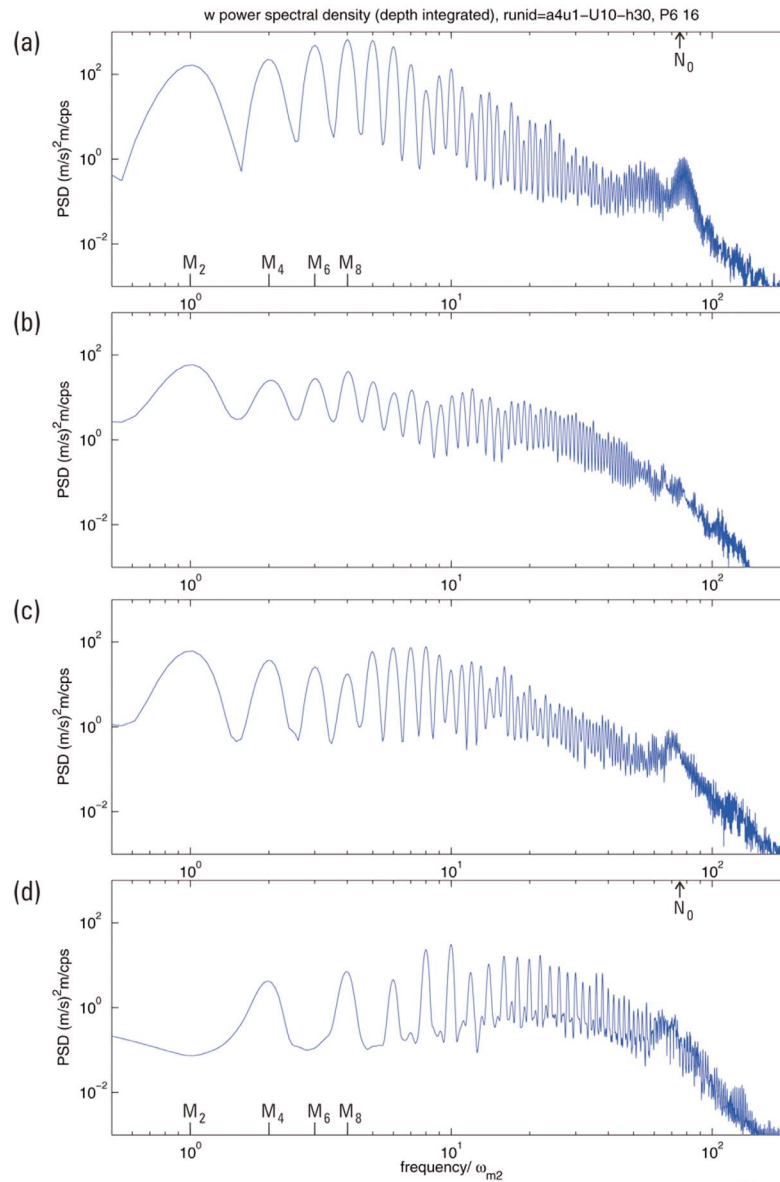 w power spectral density (depth integrated), runid=a4u1−U10−h30, P6 16
(a)
N₀
10²
10⁰
10⁻²
PSD (m/s)²m/cps
M₂ M₄ M₆ M₈
10⁰ 10¹ 10²
(b)
10²
10⁰
10⁻²
PSD (m/s)²m/cps
10⁰ 10¹ 10²
(c)
10²
10⁰
10⁻²
PSD (m/s)²m/cps
10⁰ 10¹ 10²
(d)
N₀
10²
10⁰
10⁻²
PSD (m/s)²m/cps
M₂ M₄ M₆ M₈
10⁰ 10¹ 10²
frequency/ ω_m2